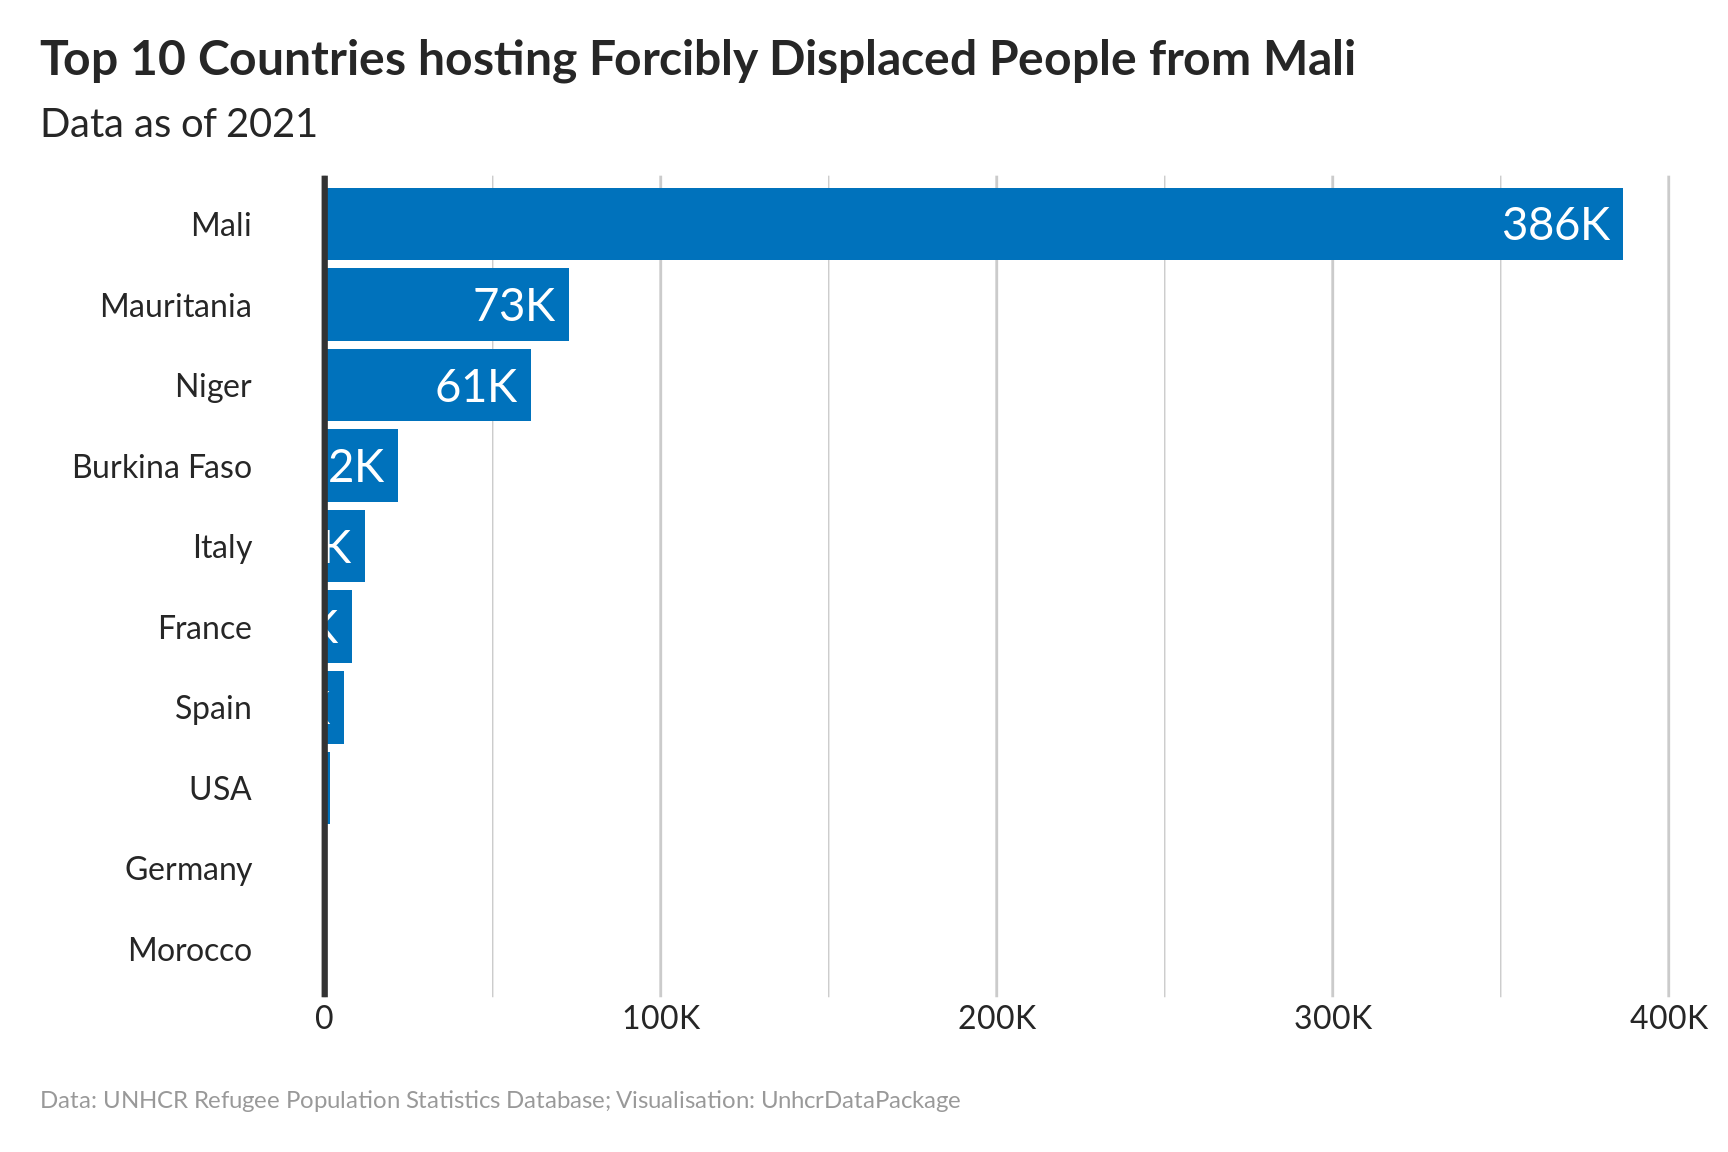 Top 10 Countries hosting Forcibly Displaced People from Mali
Data as of 2021
Mali 386K
Mauritania 73K
Niger 61K
Burkina Faso 2K
Italy K
France K
Spain
USA
Germany
Morocco
0 100K 200K 300K 400K
Data: UNHCR Refugee Population Statistics Database; Visualisation: UnhcrDataPackage